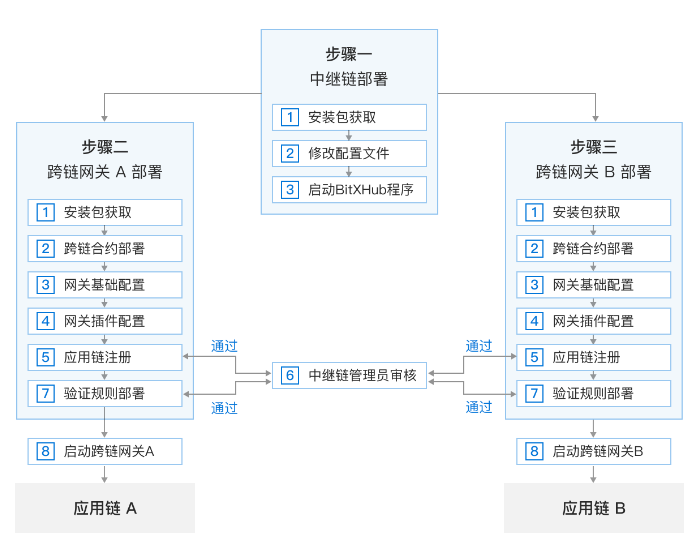 步骤一
中继链部署
1 安装包获取
2 修改配置文件
3 启动BitXHub程序
步骤二
跨链网关 A 部署
1 安装包获取
2 跨链合约部署
3 网关基础配置
4 网关插件配置
5 应用链注册
7 验证规则部署
8 启动跨链网关A
应用链 A
通过
通过
6 中继链管理员审核
通过
通过
步骤三
跨链网关 B 部署
1 安装包获取
2 跨链合约部署
3 网关基础配置
4 网关插件配置
5 应用链注册
7 验证规则部署
8 启动跨链网关B
应用链 B